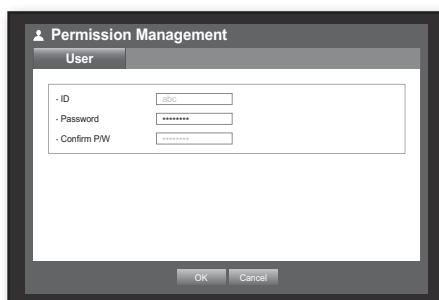 Permission Management
User
· ID
abc
· Password
********
· Confirm P/W
********
OK Cancel